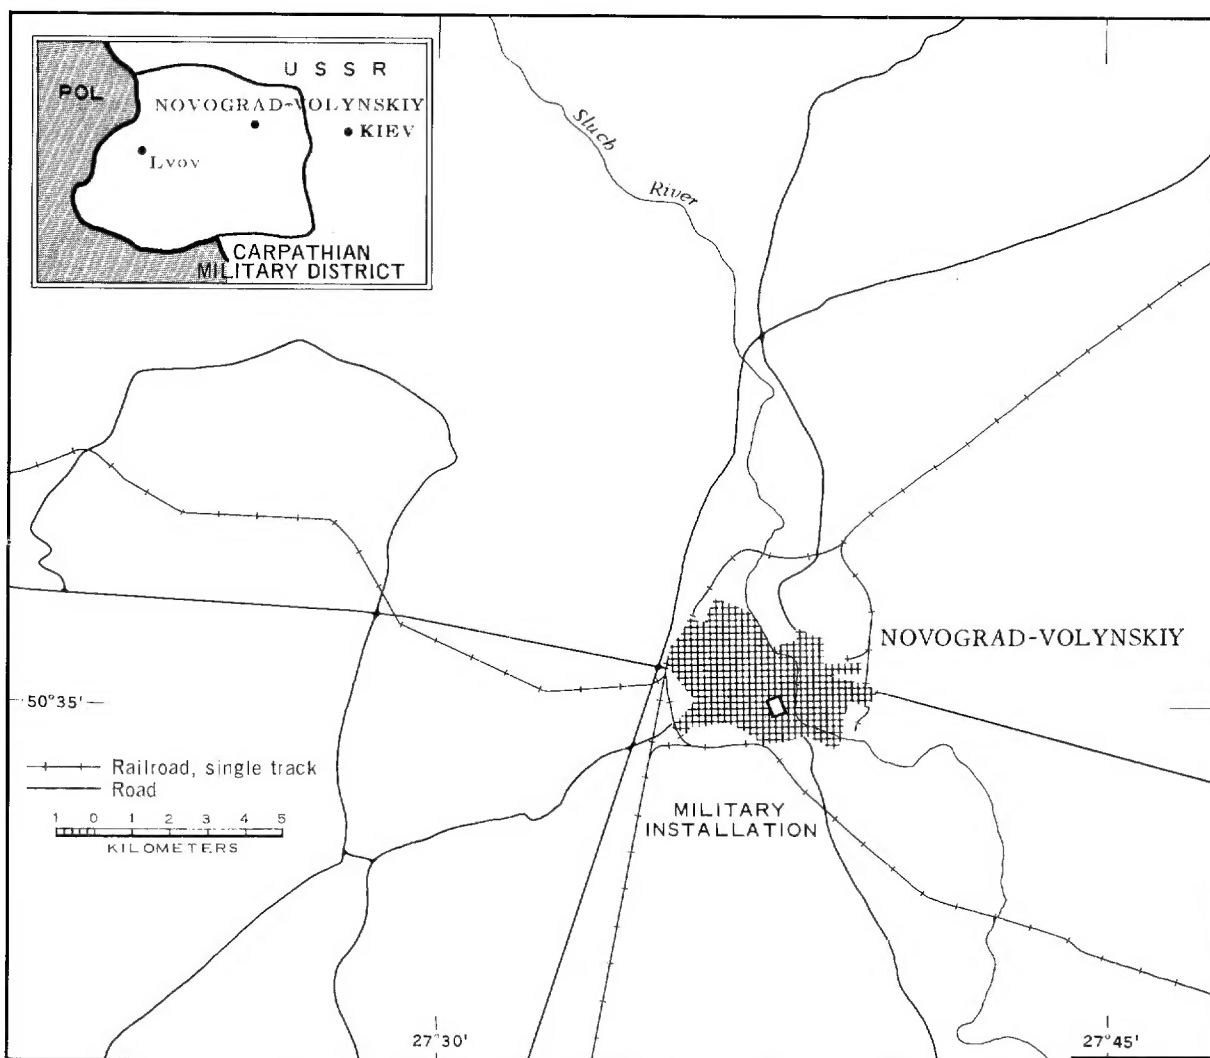 USSR
POL
NOVOGRAD-VOLYNSKIY
KIEV
Lvov
CARPATHIAN
MILITARY DISTRICT
Sluch
River
NOVOGRAD-VOLYNSKIY
50°35'
Railroad, single track
Road
1 0 1 2 3 4 5
KILOMETERS
MILITARY
INSTALLATION
27°30'
27°45'